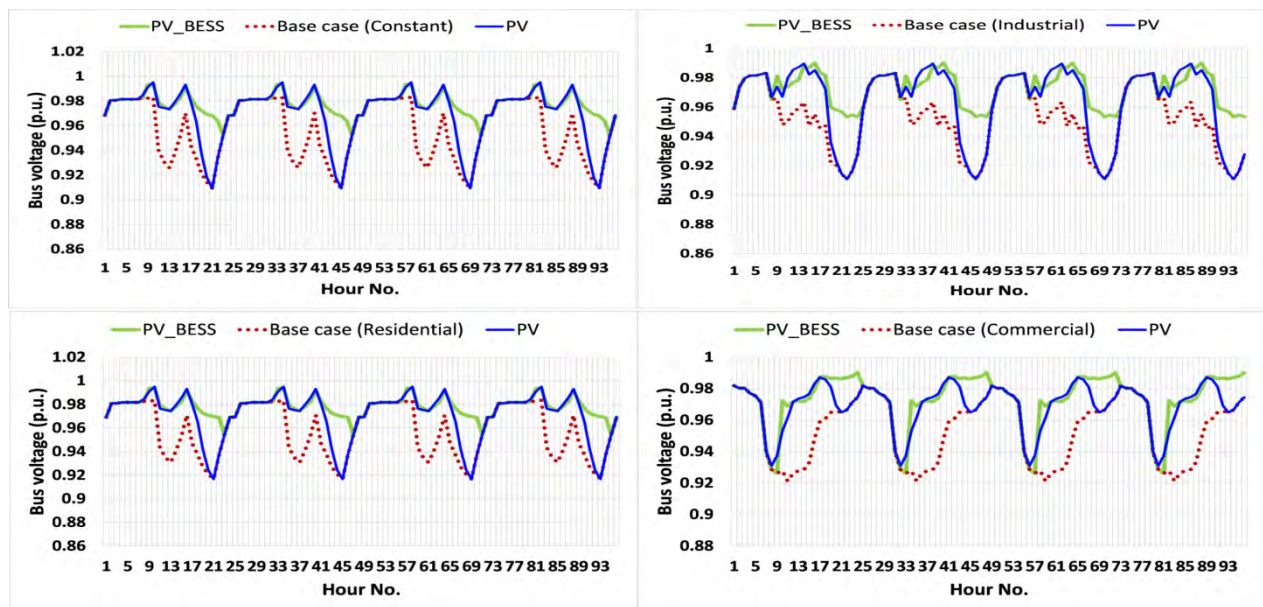 PV_BESS Base case (Constant) PV
1.02
1
0.98
0.96
0.94
0.92
0.9
0.88
0.86
Bus voltage (p.u.)
1 5 9 13 17 21 25 29 33 37 41 45 49 53 57 61 65 69 73 77 81 85 89 93
Hour No.
PV_BESS Base case (Industrial) PV
1
0.98
0.96
0.94
0.92
0.9
0.88
0.86
Bus voltage (p.u.)
1 5 9 13 17 21 25 29 33 37 41 45 49 53 57 61 65 69 73 77 81 85 89 93
Hour No.
PV_BESS Base case (Residential) PV
1.02
1
0.98
0.96
0.94
0.92
0.9
0.88
0.86
Bus voltage (p.u.)
1 5 9 13 17 21 25 29 33 37 41 45 49 53 57 61 65 69 73 77 81 85 89 93
Hour No.
PV_BESS Base case (Commercial) PV
1
0.98
0.96
0.94
0.92
0.9
0.88
Bus voltage (p.u.)
1 5 9 13 17 21 25 29 33 37 41 45 49 53 57 61 65 69 73 77 81 85 89 93
Hour No.